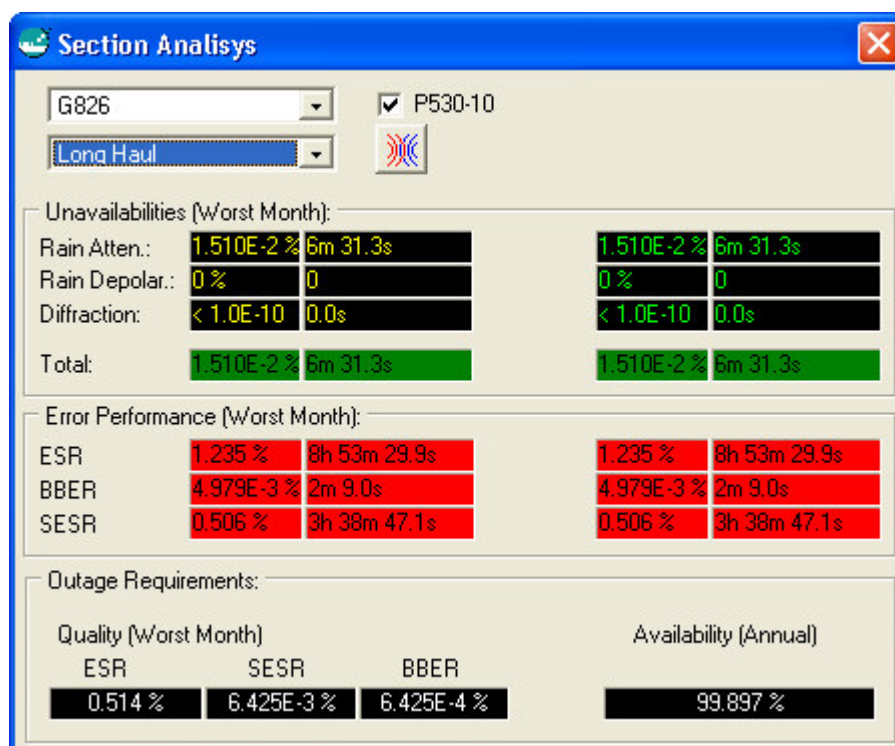 Section Analisys
G826 P530-10
Long Haul
Unavailabilities (Worst Month):
Rain Atten.: 1.510E-2 % 6m 31.3s 1.510E-2 % 6m 31.3s
Rain Depolar.: 0 % 0 0 % 0
Diffraction: < 1.0E-10 0.0s < 1.0E-10 0.0s
Total: 1.510E-2 % 6m 31.3s 1.510E-2 % 6m 31.3s
Error Performance (Worst Month):
ESR 1.235 % 8h 53m 29.9s 1.235 % 8h 53m 29.9s
BBER 4.979E-3 % 2m 9.0s 4.979E-3 % 2m 9.0s
SESR 0.506 % 3h 38m 47.1s 0.506 % 3h 38m 47.1s
Outage Requirements:
Quality (Worst Month) Availability (Annual)
ESR SESR BBER
0.514 % 6.425E-3 % 6.425E-4 % 99.897 %